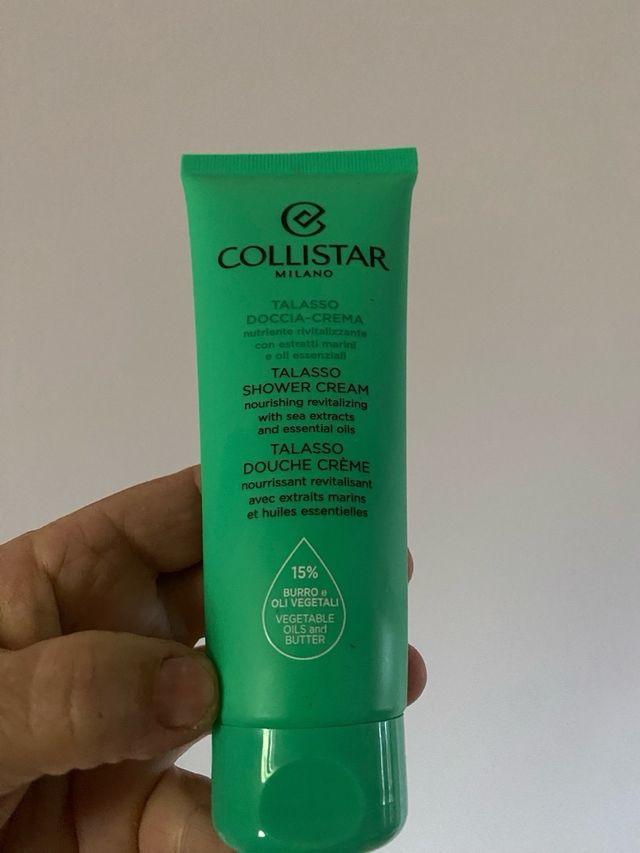 COLLISTAR
MILANO
TALASSO
DOCCIA-CREMA
nutriente rivitalizzante
con estratti marini
e oli essenziali
TALASSO
SHOWER CREAM
nourishing revitalizing
with sea extracts
and essential oils
TALASSO
DOUCHE CRÈME
nourrissant revitalisant
avec extraits marins
et huiles essentielles
15%
BURRO e
OLI VEGETALI
VEGETABLE
OILS and
BUTTER